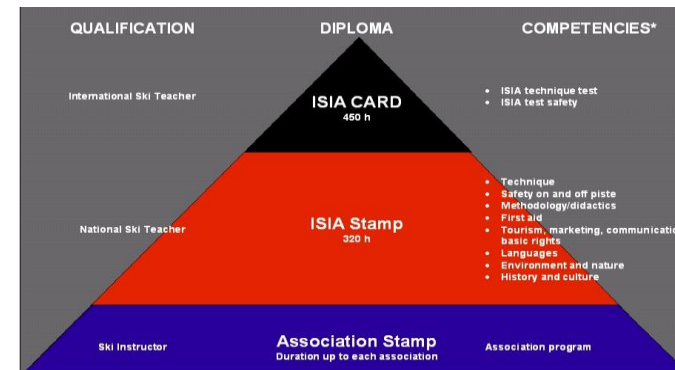 QUALIFICATION DIPLOMA COMPETENCIES*
International Ski Teacher
ISIA CARD
450 h
• ISIA technique test
• ISIA test safety
National Ski Teacher
ISIA Stamp
320 h
• Technique
• Safety on and off piste
• Methodology/didactics
• First aid
• Tourism, marketing,
basic rights
• Languages
• Environment and nature
• History and culture
Ski Instructor
Association Stamp
Duration up to each association
Association program